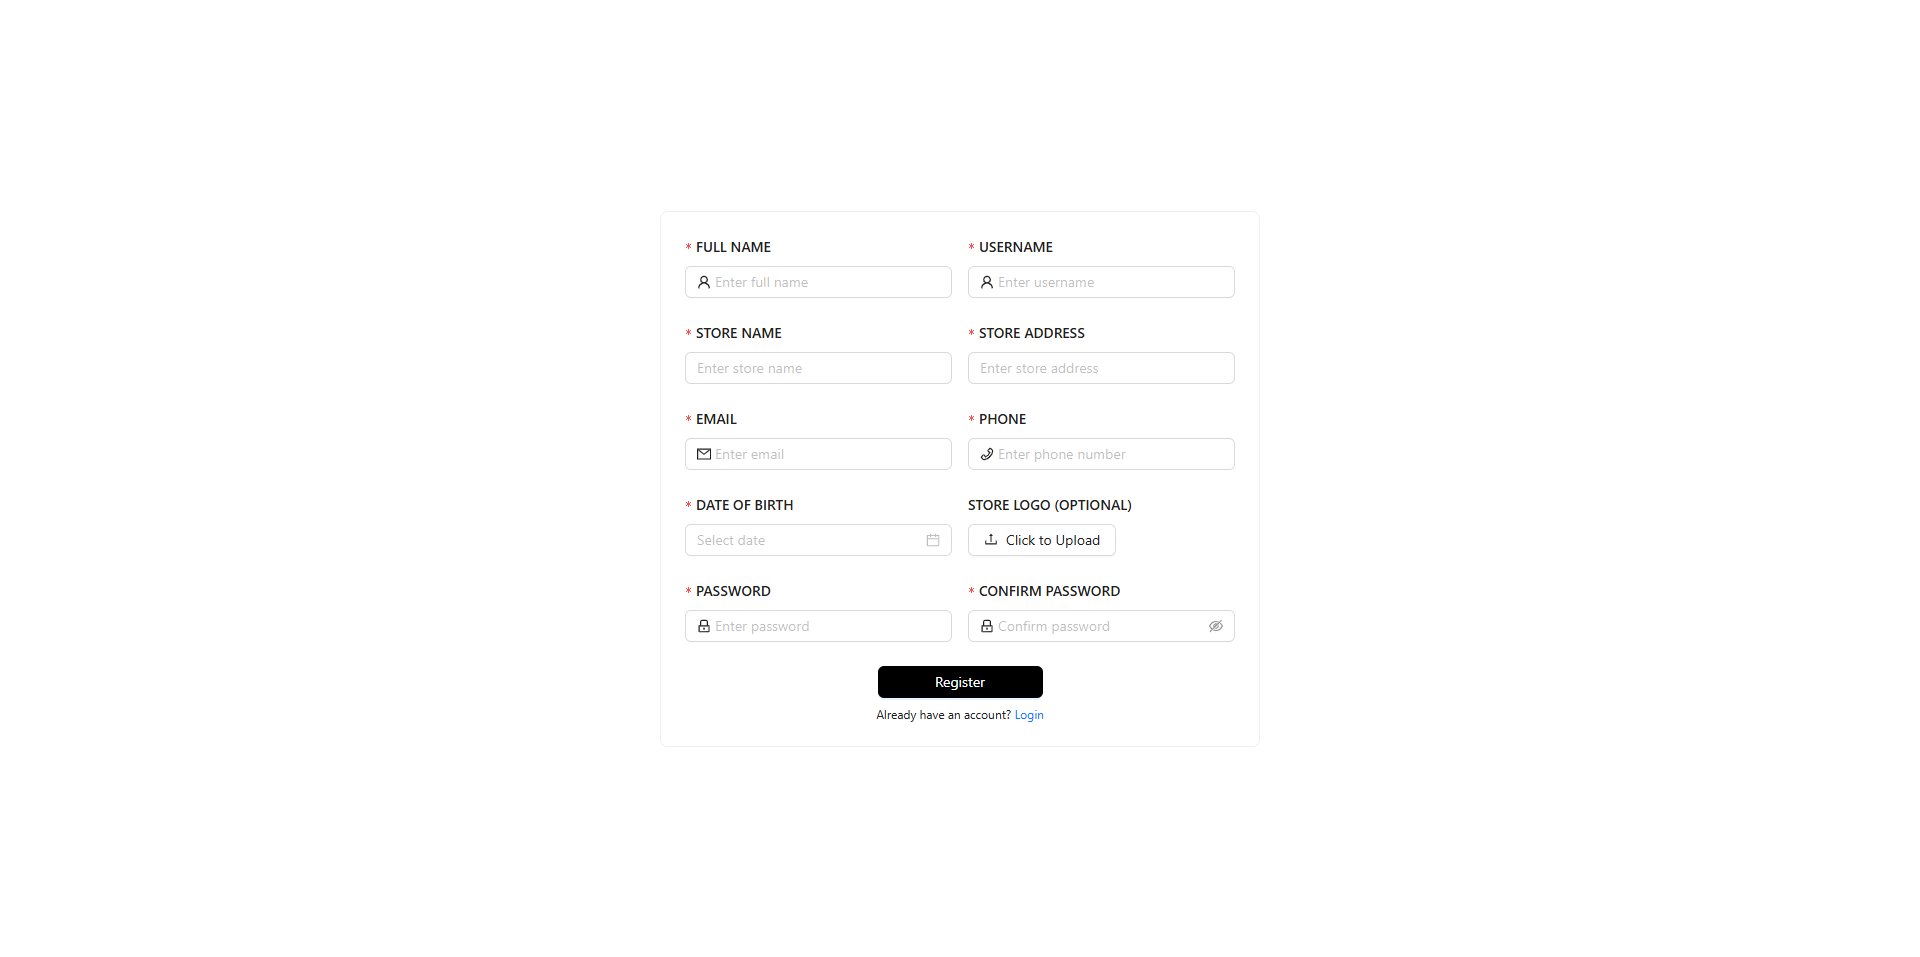 * FULL NAME
* USERNAME
Enter full name
Enter username
* STORE NAME
* STORE ADDRESS
Enter store name
Enter store address
* EMAIL
* PHONE
Enter email
Enter phone number
* DATE OF BIRTH
STORE LOGO (OPTIONAL)
Select date
Click to Upload
* PASSWORD
* CONFIRM PASSWORD
Enter password
Confirm password
Register
Already have an account? Login